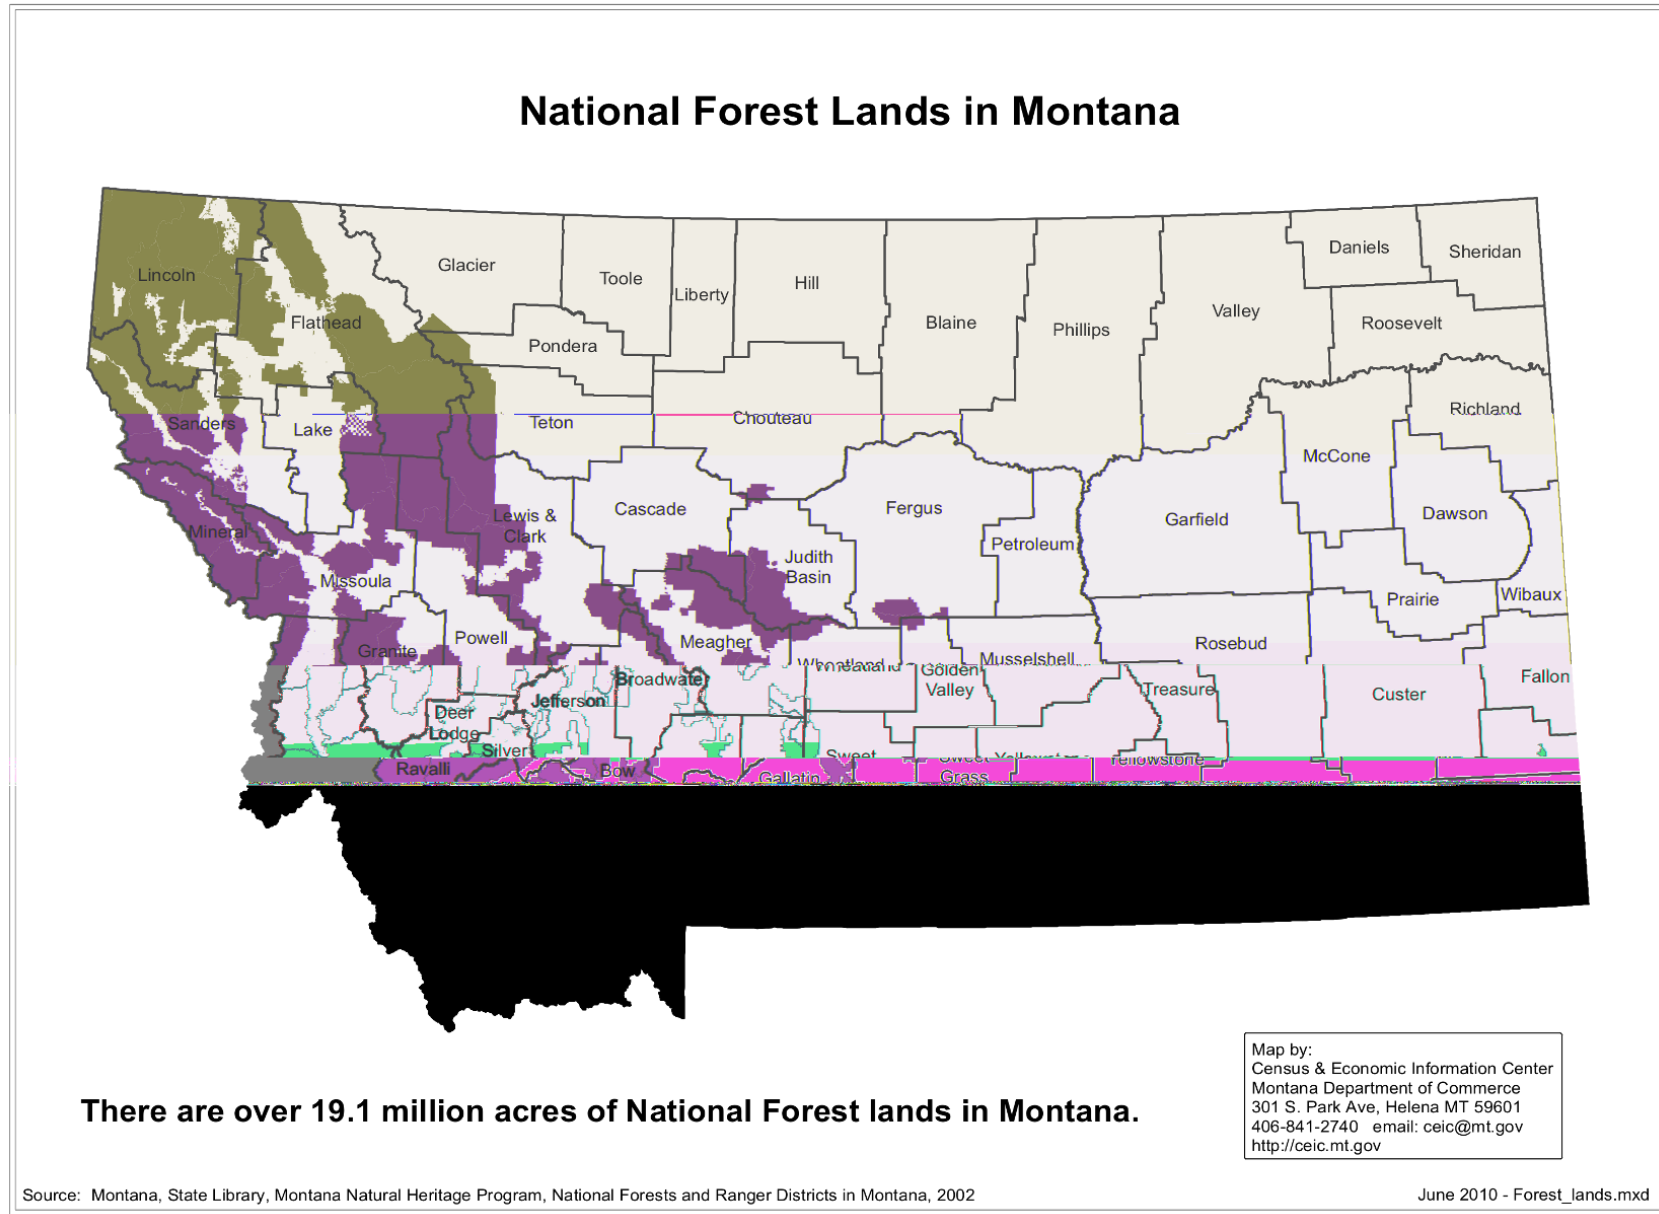 National Forest Lands in Montana
Lincoln
Flathead
Glacier
Toole
Liberty
Hill
Blaine
Phillips
Valley
Daniels
Sheridan
Roosevelt
Pondera
Sanders
Lake
Teton
Chouteau
Richland
McCone
Dawson
Mineral
Missoula
Lewis &
Clark
Cascade
Fergus
Petroleum
Garfield
Judith
Basin
Prairie
Wibaux
Granite
Powell
Meagher
Rosebud
Musselshell
Golden
Valley
Treasure
Custer
Fallon
Broadwater
Jefferson
Deer
Lodge
Silver
Bow
Ravalli
Gallatin
Sweet
Sweet
Grass
Yellowstone
There are over 19.1 million acres of National Forest lands in Montana.
Map by:
Census & Economic Information Center
Montana Department of Commerce
301 S. Park Ave, Helena MT 59601
406-841-2740 email: ceic@mt.gov
http://ceic.mt.gov
Source: Montana, State Library, Montana Natural Heritage Program, National Forests and Ranger Districts in Montana, 2002
June 2010 - Forest_lands.mxd